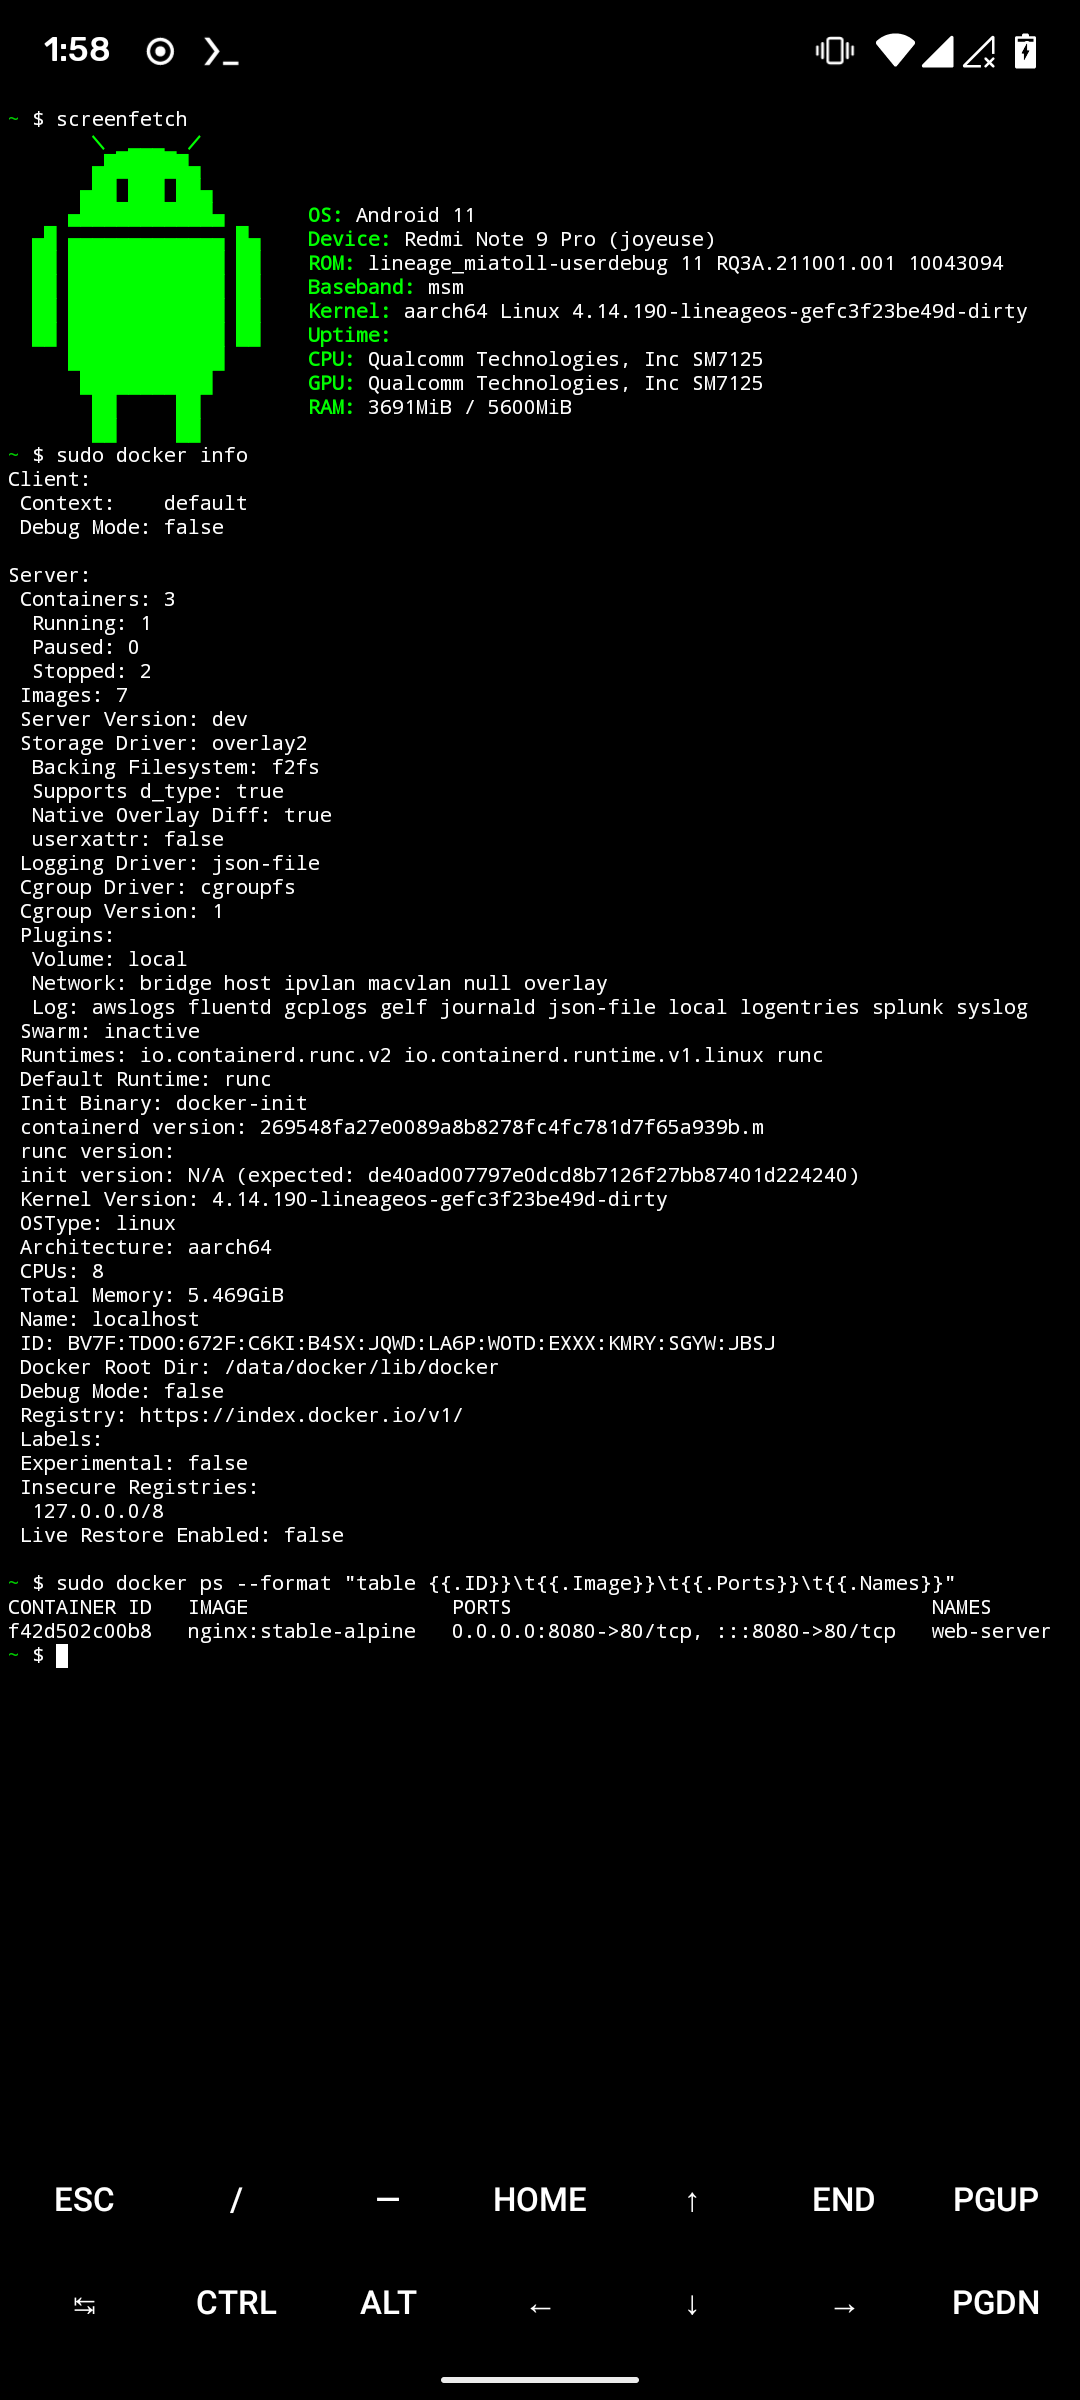 1:58
~ $ screenfetch
OS: Android 11
Device: Redmi Note 9 Pro (joyeuse)
ROM: lineage_miatoll-userdebug 11 RQ3A.211001.001 10043094
Baseband: msm
Kernel: aarch64 Linux 4.14.190-lineageos-gefc3f23be49d-dirty
Uptime:
CPU: Qualcomm Technologies, Inc SM7125
GPU: Qualcomm Technologies, Inc SM7125
RAM: 3691MiB / 5600MiB
~ $ sudo docker info
Client:
 Context:    default
 Debug Mode: false

Server:
 Containers: 3
  Running: 1
  Paused: 0
  Stopped: 2
 Images: 7
 Server Version: dev
 Storage Driver: overlay2
  Backing Filesystem: f2fs
  Supports d_type: true
  Native Overlay Diff: true
  userxattr: false
 Logging Driver: json-file
 Cgroup Driver: cgroupfs
 Cgroup Version: 1
 Plugins:
  Volume: local
  Network: bridge host ipvlan macvlan null overlay
  Log: awslogs fluentd gcplogs gelf journald json-file local logentries splunk syslog
 Swarm: inactive
 Runtimes: io.containerd.runc.v2 io.containerd.runtime.v1.linux runc
 Default Runtime: runc
 Init Binary: docker-init
 containerd version: 269548fa27e0089a8b8278fc4fc781d7f65a939b.m
 runc version:
 init version: N/A (expected: de40ad007797e0dcd8b7126f27bb87401d224240)
 Kernel Version: 4.14.190-lineageos-gefc3f23be49d-dirty
 OSType: linux
 Architecture: aarch64
 CPUs: 8
 Total Memory: 5.469GiB
 Name: localhost
 ID: BV7F:TDOO:672F:C6KI:B4SX:JQWD:LA6P:WOTD:EXXX:KMRY:SGYW:JBSJ
 Docker Root Dir: /data/docker/lib/docker
 Debug Mode: false
 Registry: https://index.docker.io/v1/
 Labels:
 Experimental: false
 Insecure Registries:
  127.0.0.0/8
 Live Restore Enabled: false

~ $ sudo docker ps --format "table {{.ID}}\t{{.Image}}\t{{.Ports}}\t{{.Names}}"
CONTAINER ID   IMAGE                 PORTS                                   NAMES
f42d502c00b8   nginx:stable-alpine   0.0.0.0:8080->80/tcp, :::8080->80/tcp   web-server
~ $
ESC / — HOME ↑ END PGUP
↹ CTRL ALT ← ↓ → PGDN